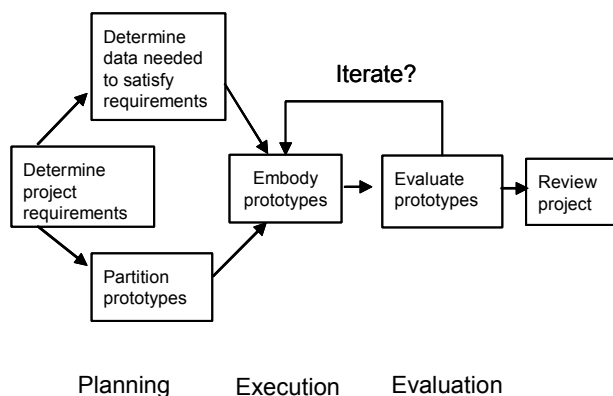 Determine
data needed
to satisfy
requirements
Iterate?
Determine
project
requirements
Embody
prototypes
Evaluate
prototypes
Review
project
Partition
prototypes
Planning
Execution
Evaluation